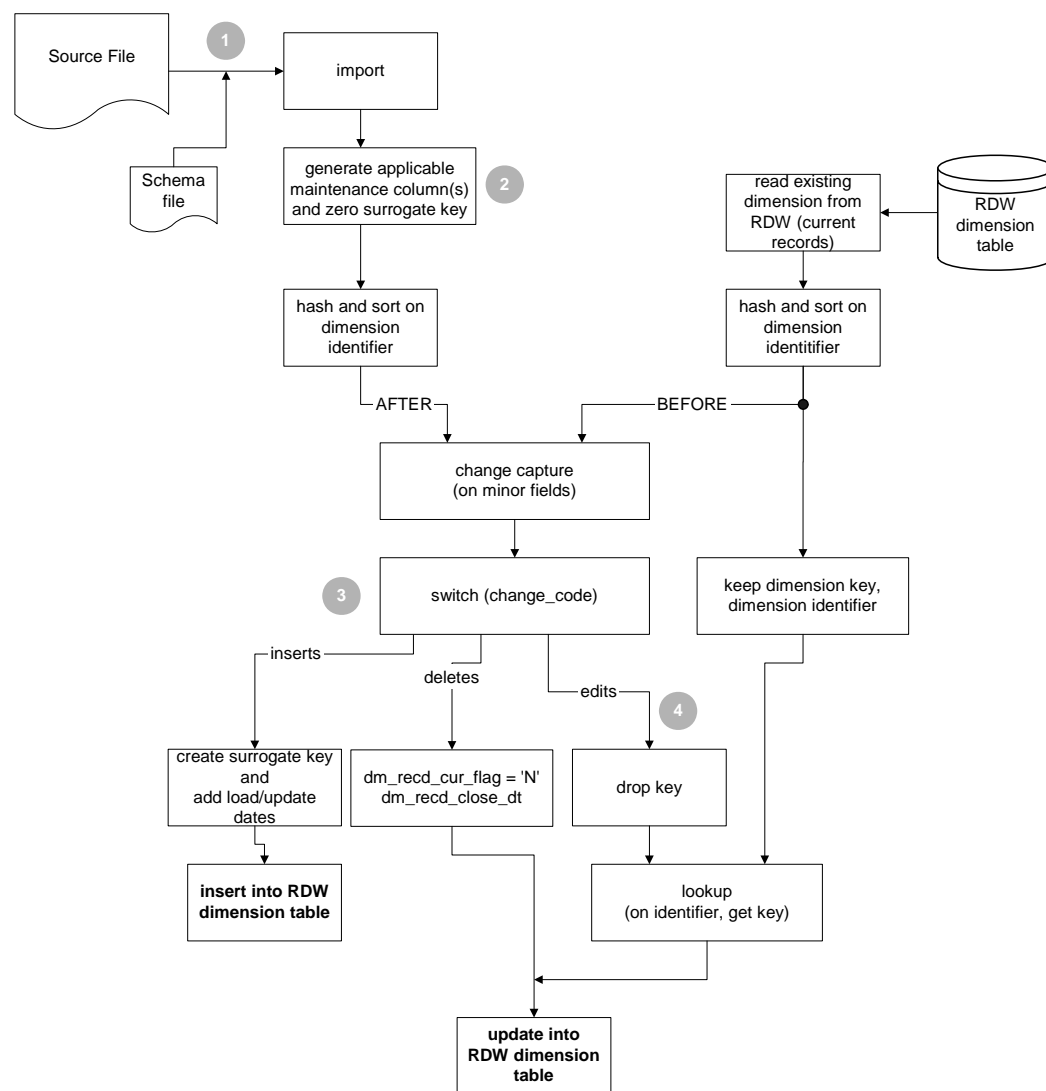 1
Source File
import
Schema
file
generate applicable
maintenance column(s)
and zero surrogate key
2
read existing
dimension from
RDW (current
records)
RDW
dimension
table
hash and sort on
dimension
identifier
hash and sort on
dimension
identitifier
AFTER
BEFORE
change capture
(on minor fields)
3
switch (change_code)
keep dimension key,
dimension identifier
inserts
deletes
edits
4
create surrogate key
and
add load/update
dates
dm_recd_cur_flag = 'N'
dm_recd_close_dt
drop key
insert into RDW
dimension table
lookup
(on identifier, get key)
update into
RDW dimension
table